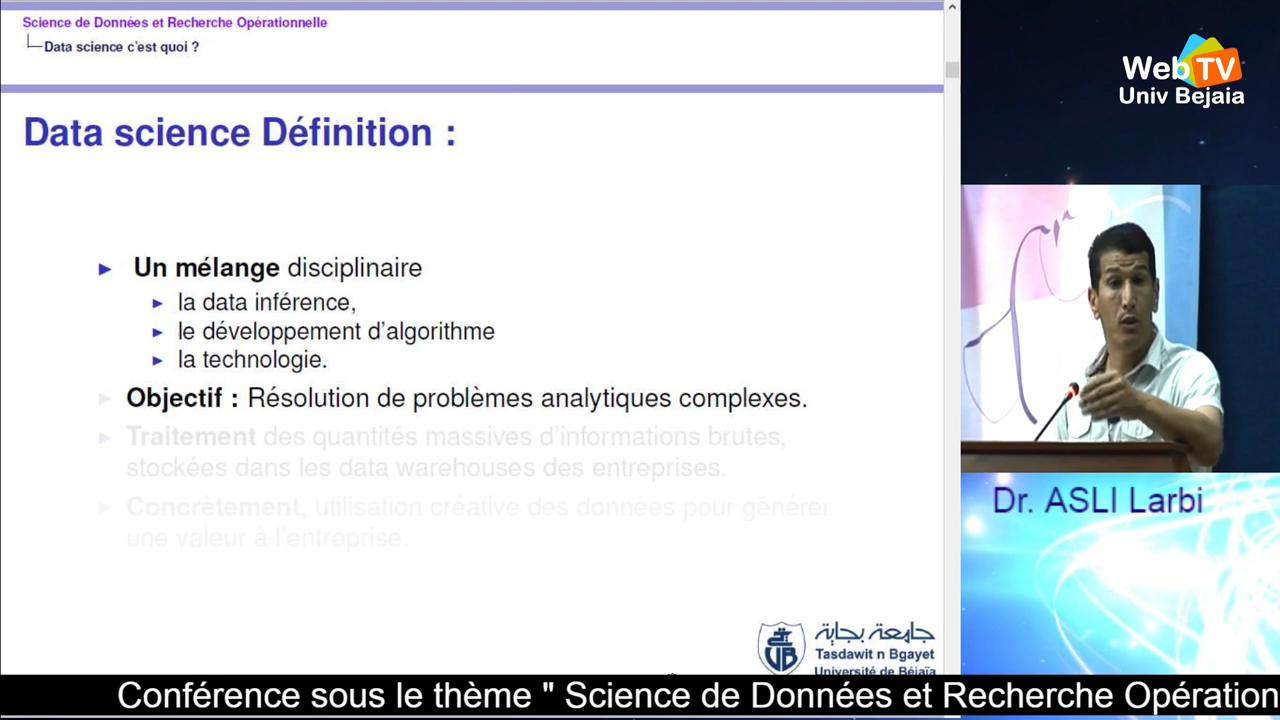 Science de Données et Recherche Opérationnelle
Data science c'est quoi ?
Data science Définition :
Un mélange disciplinaire
la data inférence,
le développement d'algorithme
la technologie.
Objectif : Résolution de problèmes analytiques complexes.
Traitement des quantités massives d'informations brutes,
stockées dans les data warehouses des entreprises.
Concrètement, utilisation créative des données pour générer
une valeur à l'entreprise.
UB
جامعة بجاية
Tasdawit n Bgayet
Université de Béjaïa
Web TV
Univ Bejaia
Dr. ASLI Larbi
Conférence sous le thème " Science de Données et Recherche Opération